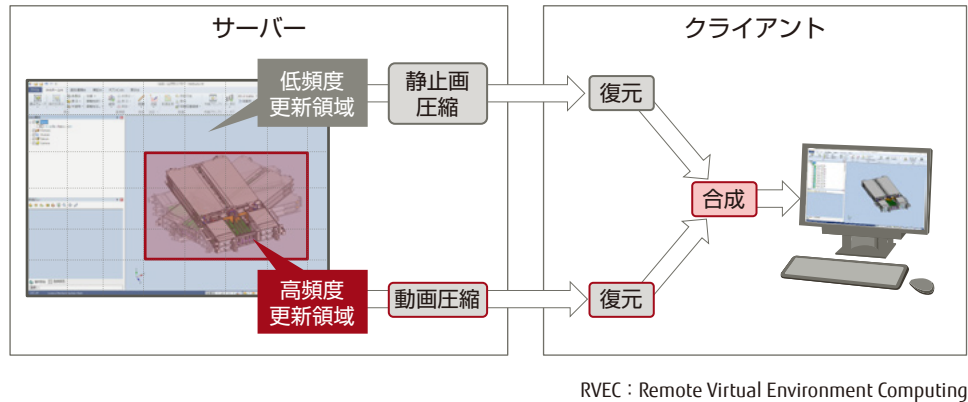 サーバー
クライアント
低頻度
更新領域
静止画
圧縮
復元
合成
高頻度
更新領域
動画圧縮
復元
RVEC：Remote Virtual Environment Computing